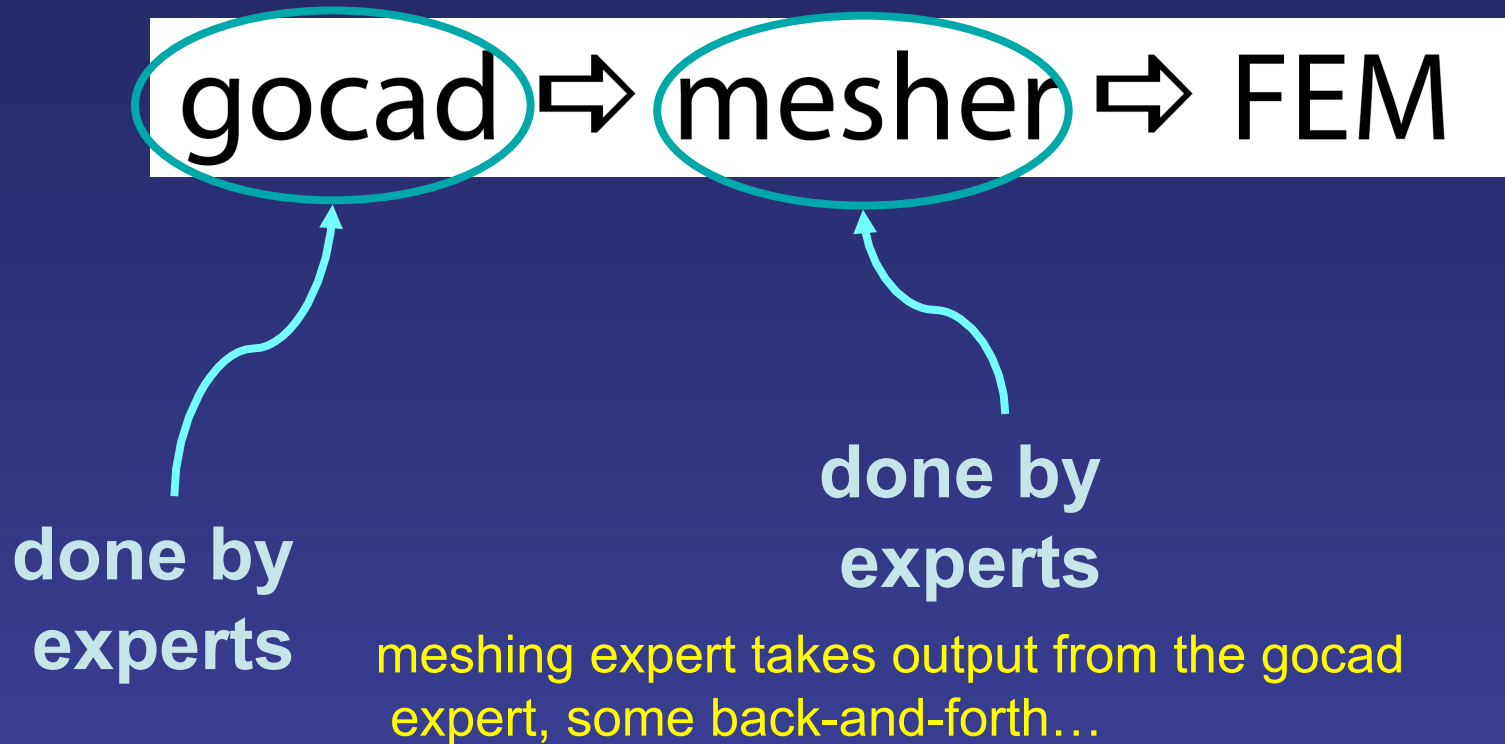 gocad ⇨ mesher ⇨ FEM
done by
experts
done by
experts
meshing expert takes output from the gocad
expert, some back-and-forth…